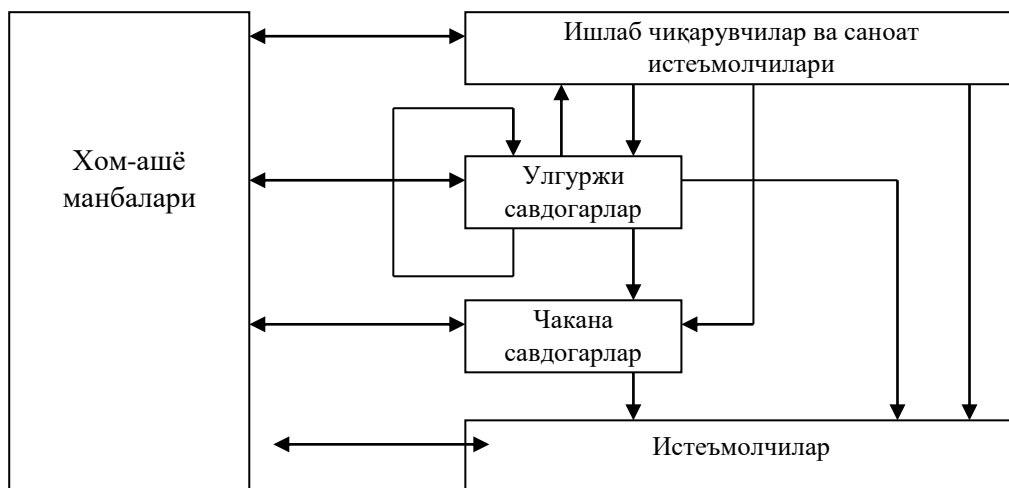 Ишлаб чиқарувчилар ва саноат
истеъмолчилари
Хом-ашё
манбалари
Улгуржи
савдогарлар
Чакана
савдогарлар
Истеъмолчилар